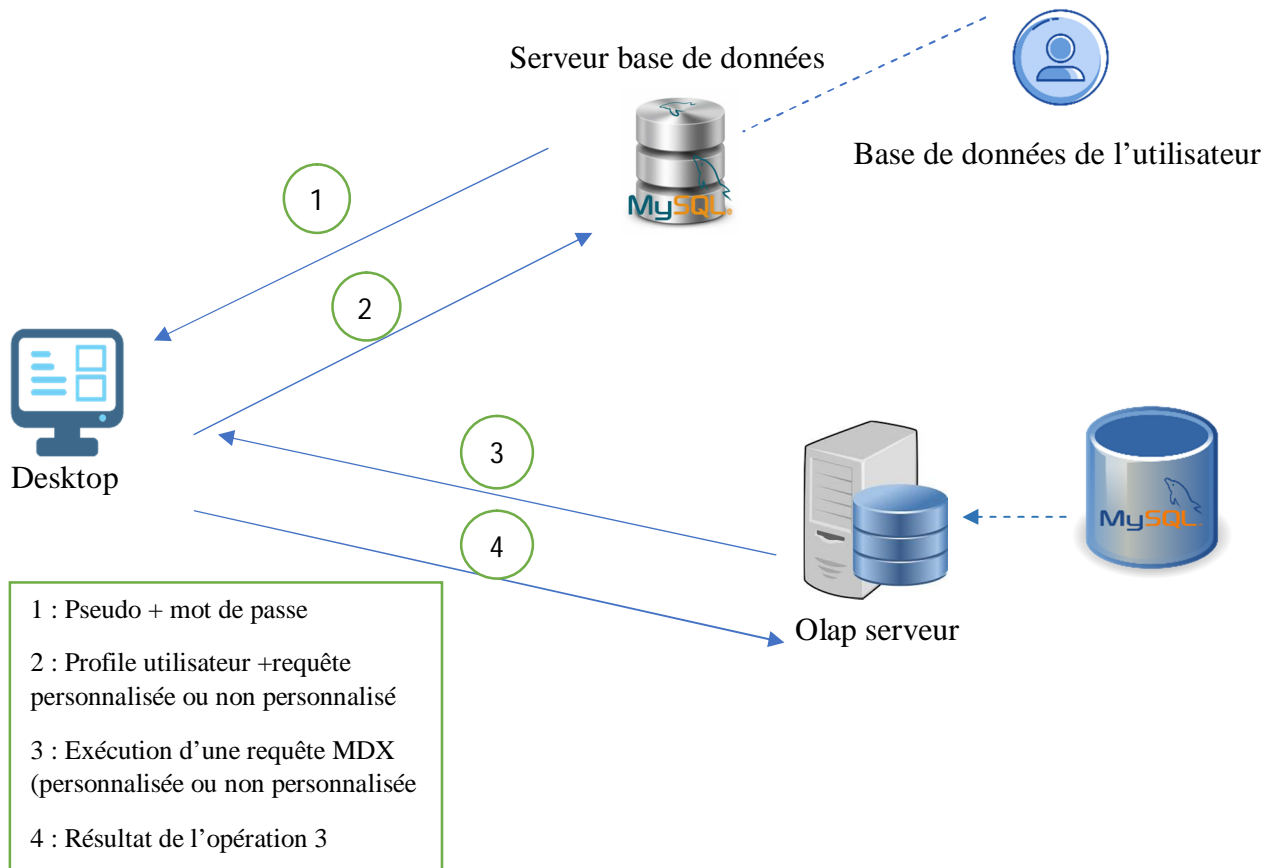 Serveur base de données
MySQL
Base de données de l’utilisateur
1
2
Desktop
3
4
MySQL
Olap serveur
1 : Pseudo + mot de passe
2 : Profile utilisateur +requête
personnalisée ou non personnalisé
3 : Exécution d’une requête MDX
(personnalisée ou non personnalisée
4 : Résultat de l’opération 3